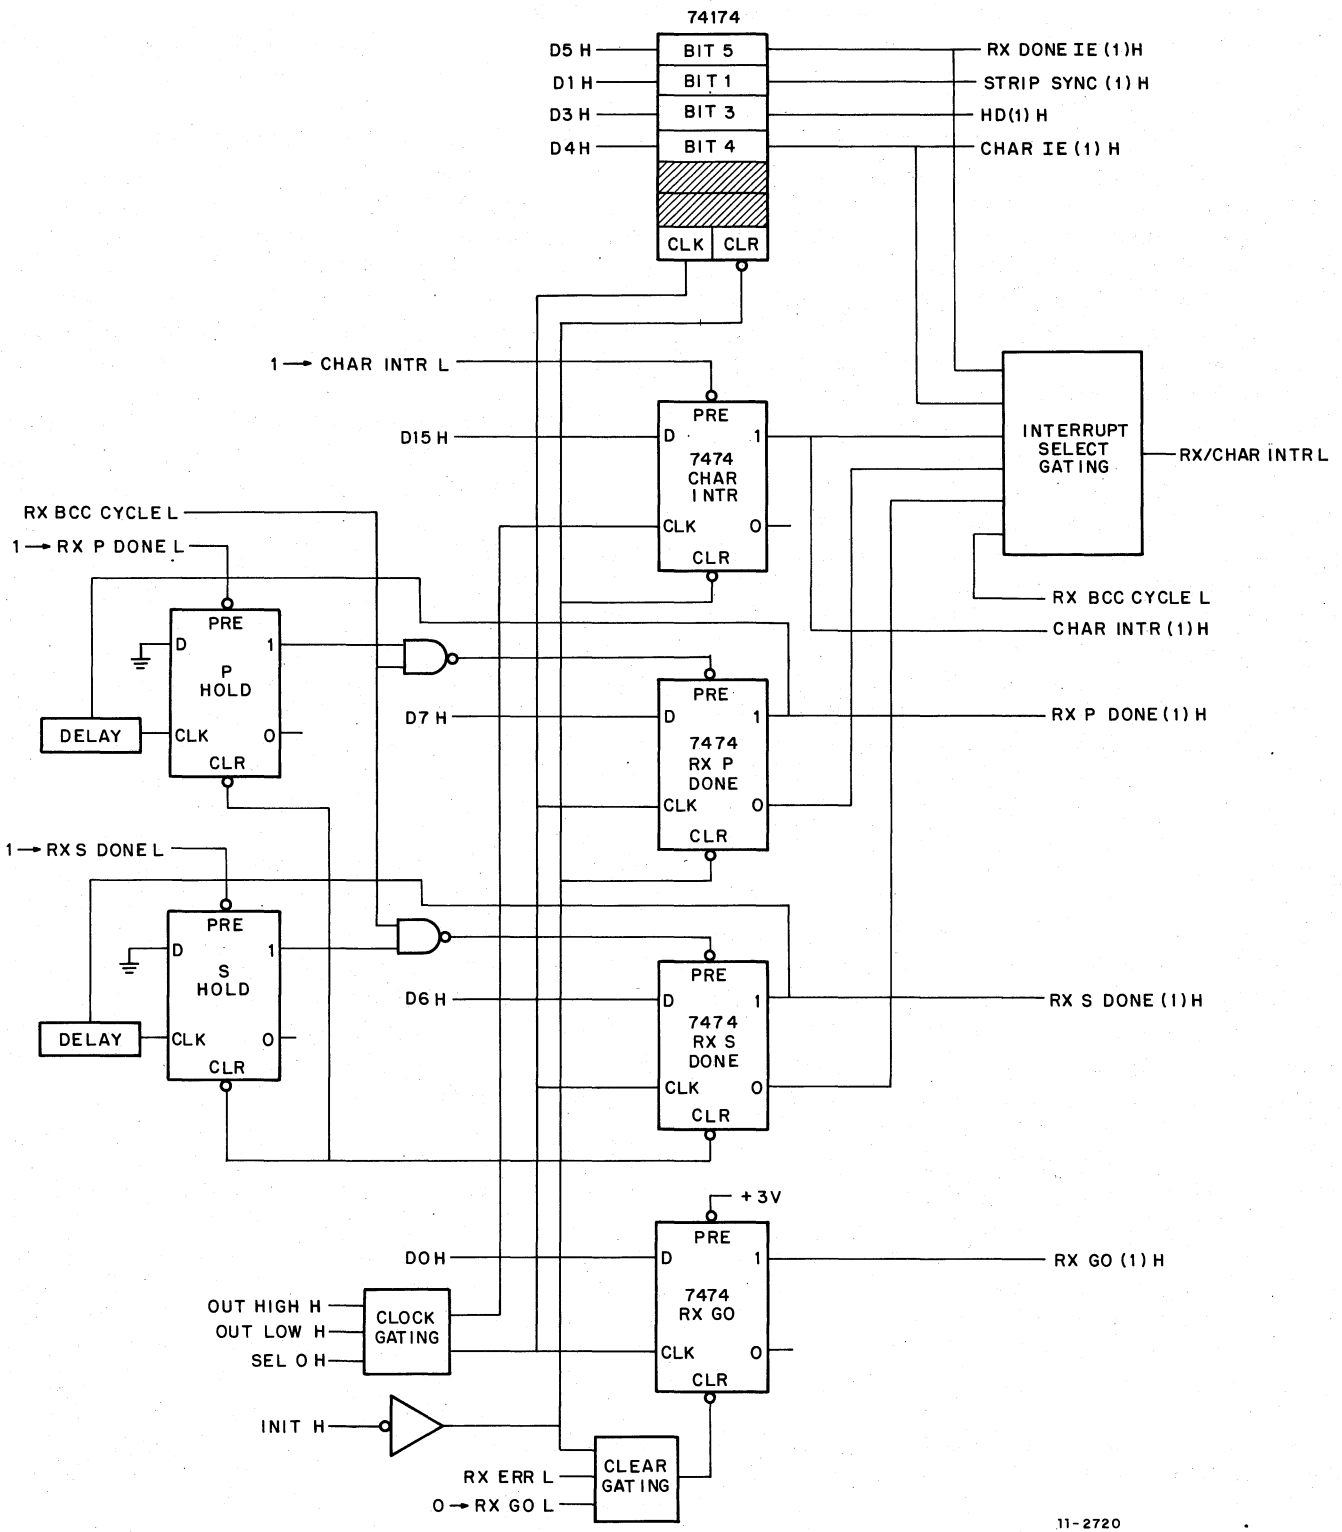 74174
D5 H BIT 5 RX DONE IE (1) H
D1 H BIT 1 STRIP SYNC (1) H
D3 H BIT 3 HD(1) H
D4 H BIT 4 CHAR IE (1) H
CLK CLR
1→ CHAR INTR L
PRE
D15 H D 1
7474
CHAR
INTR
CLK 0
CLR
INTERRUPT
SELECT
GATING
RX/CHAR INTR L
RX BCC CYCLE L
CHAR INTR (1) H
RX BCC CYCLE L
1→ RX P DONE L
PRE
D 1
P
HOLD
DELAY
CLK 0
CLR
PRE
D7 H D 1
RX P DONE (1) H
7474
RX P
DONE
CLK 0
CLR
1→ RX S DONE L
PRE
D 1
S
HOLD
DELAY
CLK 0
CLR
PRE
D6 H D 1
RX S DONE (1) H
7474
RX S
DONE
CLK 0
CLR
+3V
PRE
D0 H D 1
RX GO (1) H
7474
RX GO
CLK 0
CLR
OUT HIGH H
OUT LOW H
SEL 0 H
CLOCK
GATING
INIT H
RX ERR L
0→ RX GO L
CLEAR
GATING
11-2720